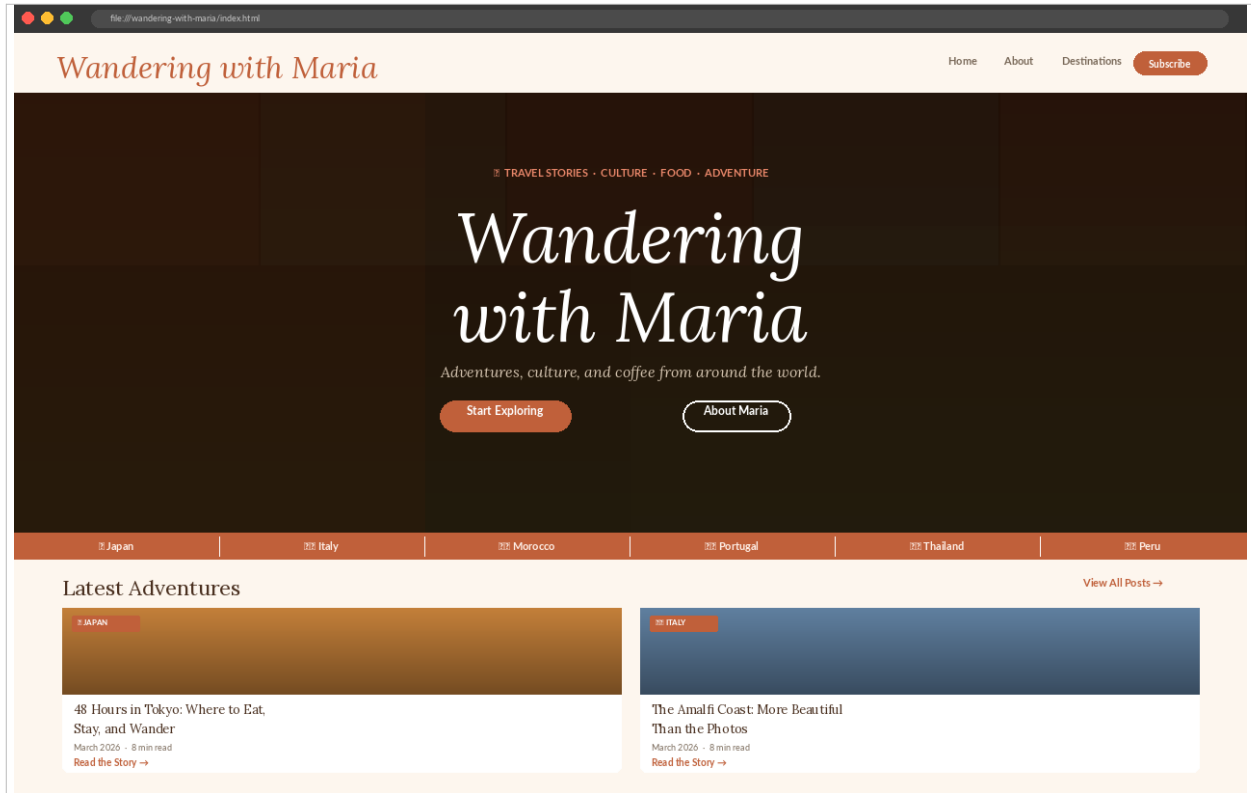 file:///wandering-with-maria/index.html
Wandering with Maria
Home About Destinations Subscribe
TRAVEL STORIES · CULTURE · FOOD · ADVENTURE
Wandering
with Maria
Adventures, culture, and coffee from around the world.
Start Exploring About Maria
Japan Italy Morocco Portugal Thailand Peru
Latest Adventures View All Posts →
JAPAN
48 Hours in Tokyo: Where to Eat,
Stay, and Wander
March 2026 · 8 min read
Read the Story →
ITALY
The Amalfi Coast: More Beautiful
Than the Photos
March 2026 · 8 min read
Read the Story →